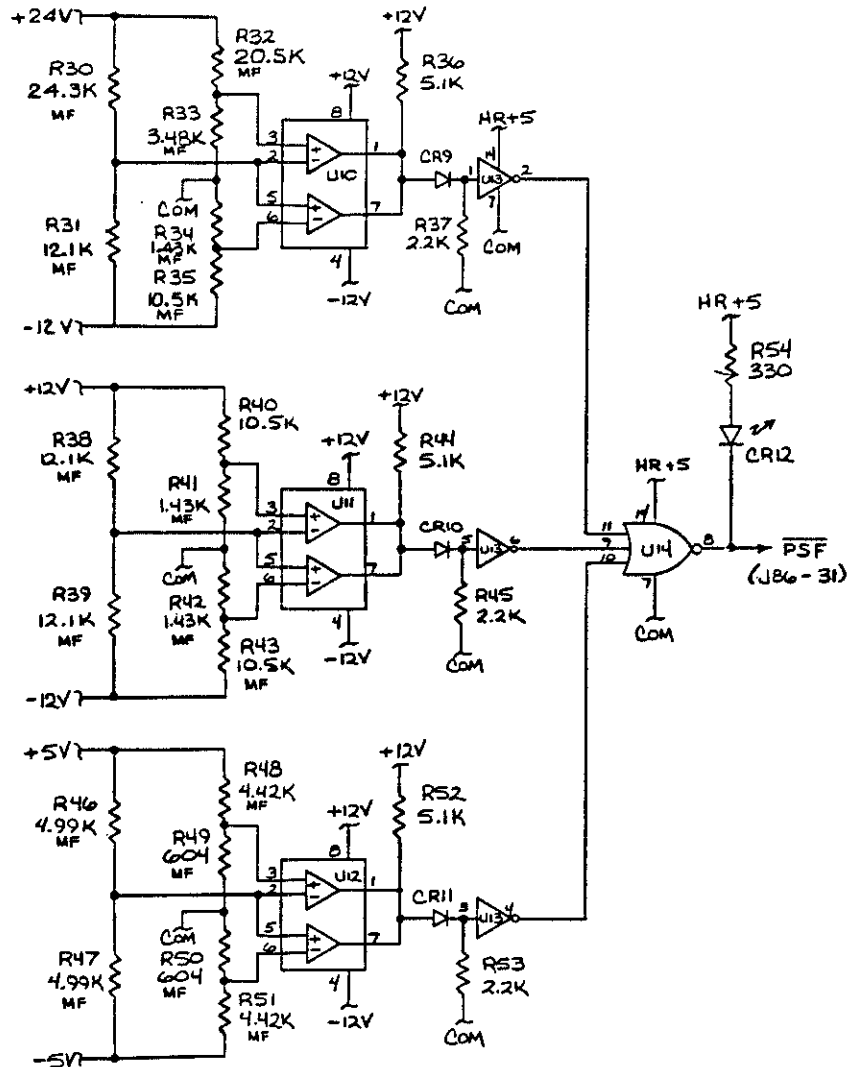 +24V
R30
24.3K
MF
R31
12.1K
MF
-12V
R32
20.5K
MF
R33
3.48K
MF
COM
R34
1.43K
MF
R35
10.5K
MF
+12V
8
3
2
+
-
U10
1
5
6
+
-
7
4
-12V
+12V
R36
5.1K
CR9
R37
2.2K
COM
HR+5
14
1
U13
2
7
COM
+12V
R38
12.1K
MF
R39
12.1K
MF
-12V
R40
10.5K
R41
1.43K
MF
COM
R42
1.43K
MF
R43
10.5K
MF
+12V
8
U11
3
2
+
-
1
5
6
+
-
7
4
-12V
+12V
R44
5.1K
CR10
5
U13
6
R45
2.2K
COM
+5V
R46
4.99K
MF
R47
4.99K
MF
-5V
R48
4.42K
MF
R49
604
MF
COM
R50
604
MF
R51
4.42K
MF
+12V
8
U12
3
2
+
-
1
5
6
+
-
7
4
-12V
+12V
R52
5.1K
CR11
3
U13
4
R53
2.2K
COM
HR+5
R54
330
CR12
HR+5
14
11
9
10
U14
8
7
COM
PSF
(J86-31)